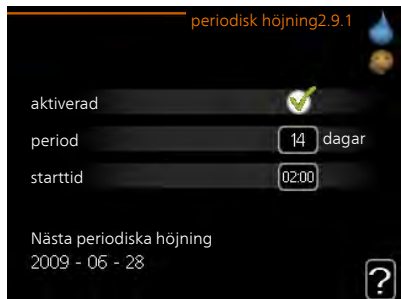 periodisk höjning2.9.1
aktiverad
period 14 dagar
starttid 02:00
Nästa periodiska höjning
2009 - 06 - 28
?